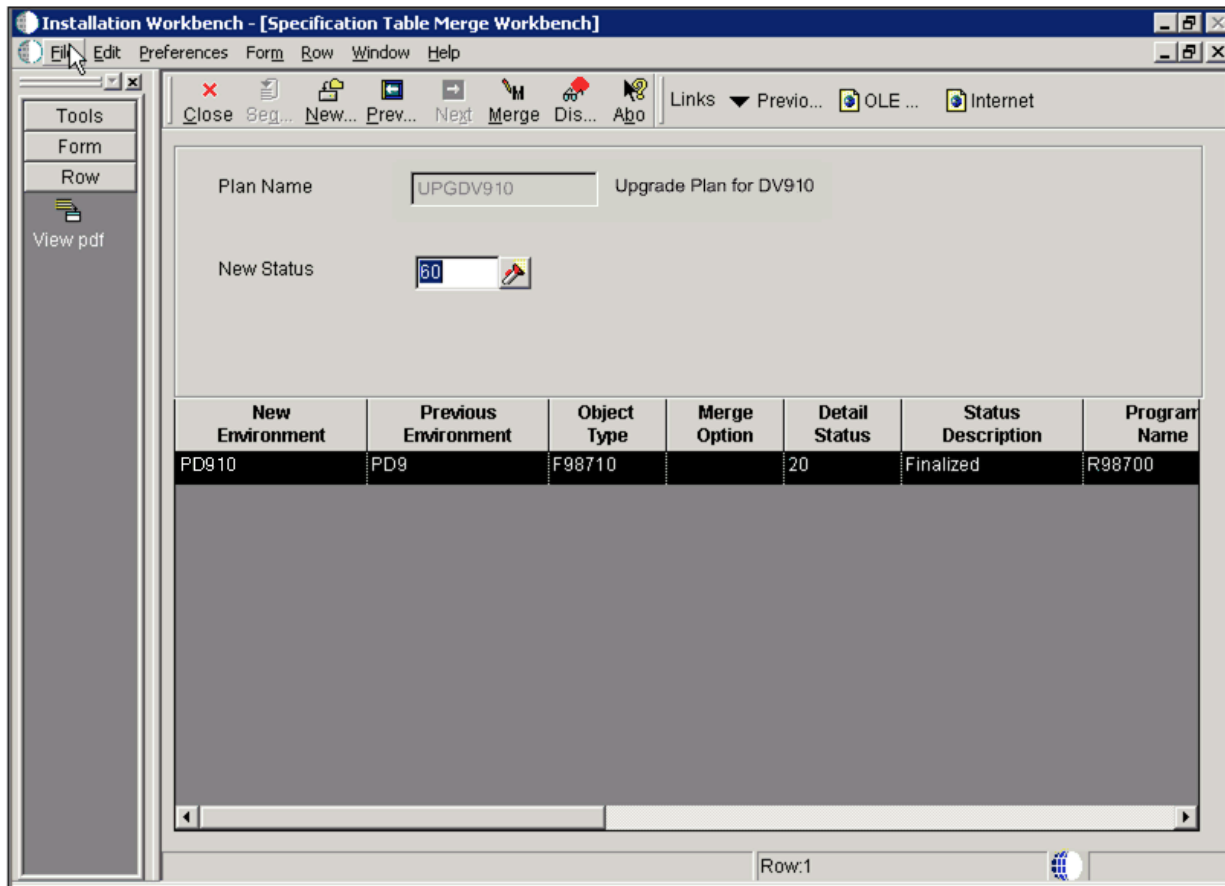 Installation Workbench - [Specification Table Merge Workbench]
File Edit Preferences Form Row Window Help
Close Seq... New... Prev... Next Merge Dis... Abo Links Previo... OLE ... Internet
Tools
Form
Row
View pdf
Plan Name UPGDV910 Upgrade Plan for DV910
New Status 60
New Environment Previous Environment Object Type Merge Option Detail Status Status Description Program Name
PD910 PD9 F98710 20 Finalized R98700
Row:1